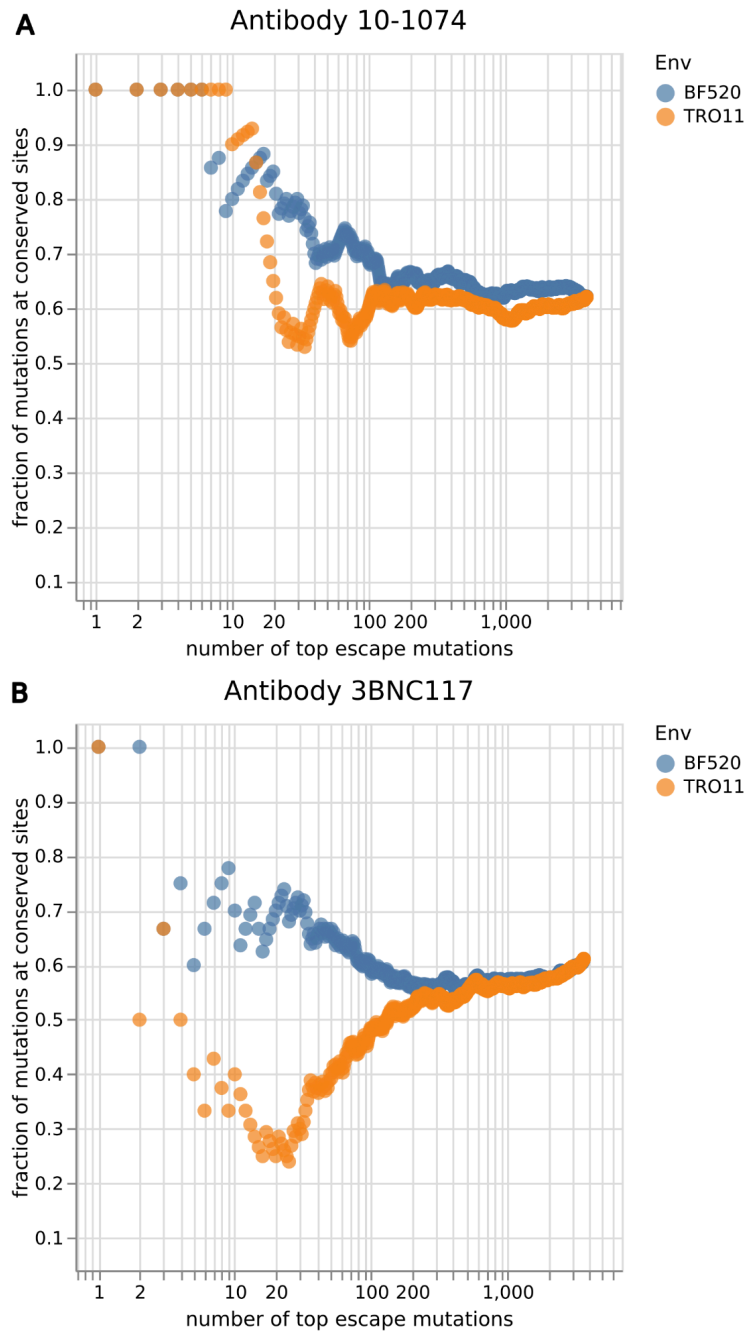 A
Antibody 10-1074
fraction of mutations at conserved sites
1.0
0.9
0.8
0.7
0.6
0.5
0.4
0.3
0.2
0.1
1 2 10 20 100 200 1,000
number of top escape mutations
Env
BF520
TRO11
B
Antibody 3BNC117
fraction of mutations at conserved sites
1.0
0.9
0.8
0.7
0.6
0.5
0.4
0.3
0.2
0.1
1 2 10 20 100 200 1,000
number of top escape mutations
Env
BF520
TRO11